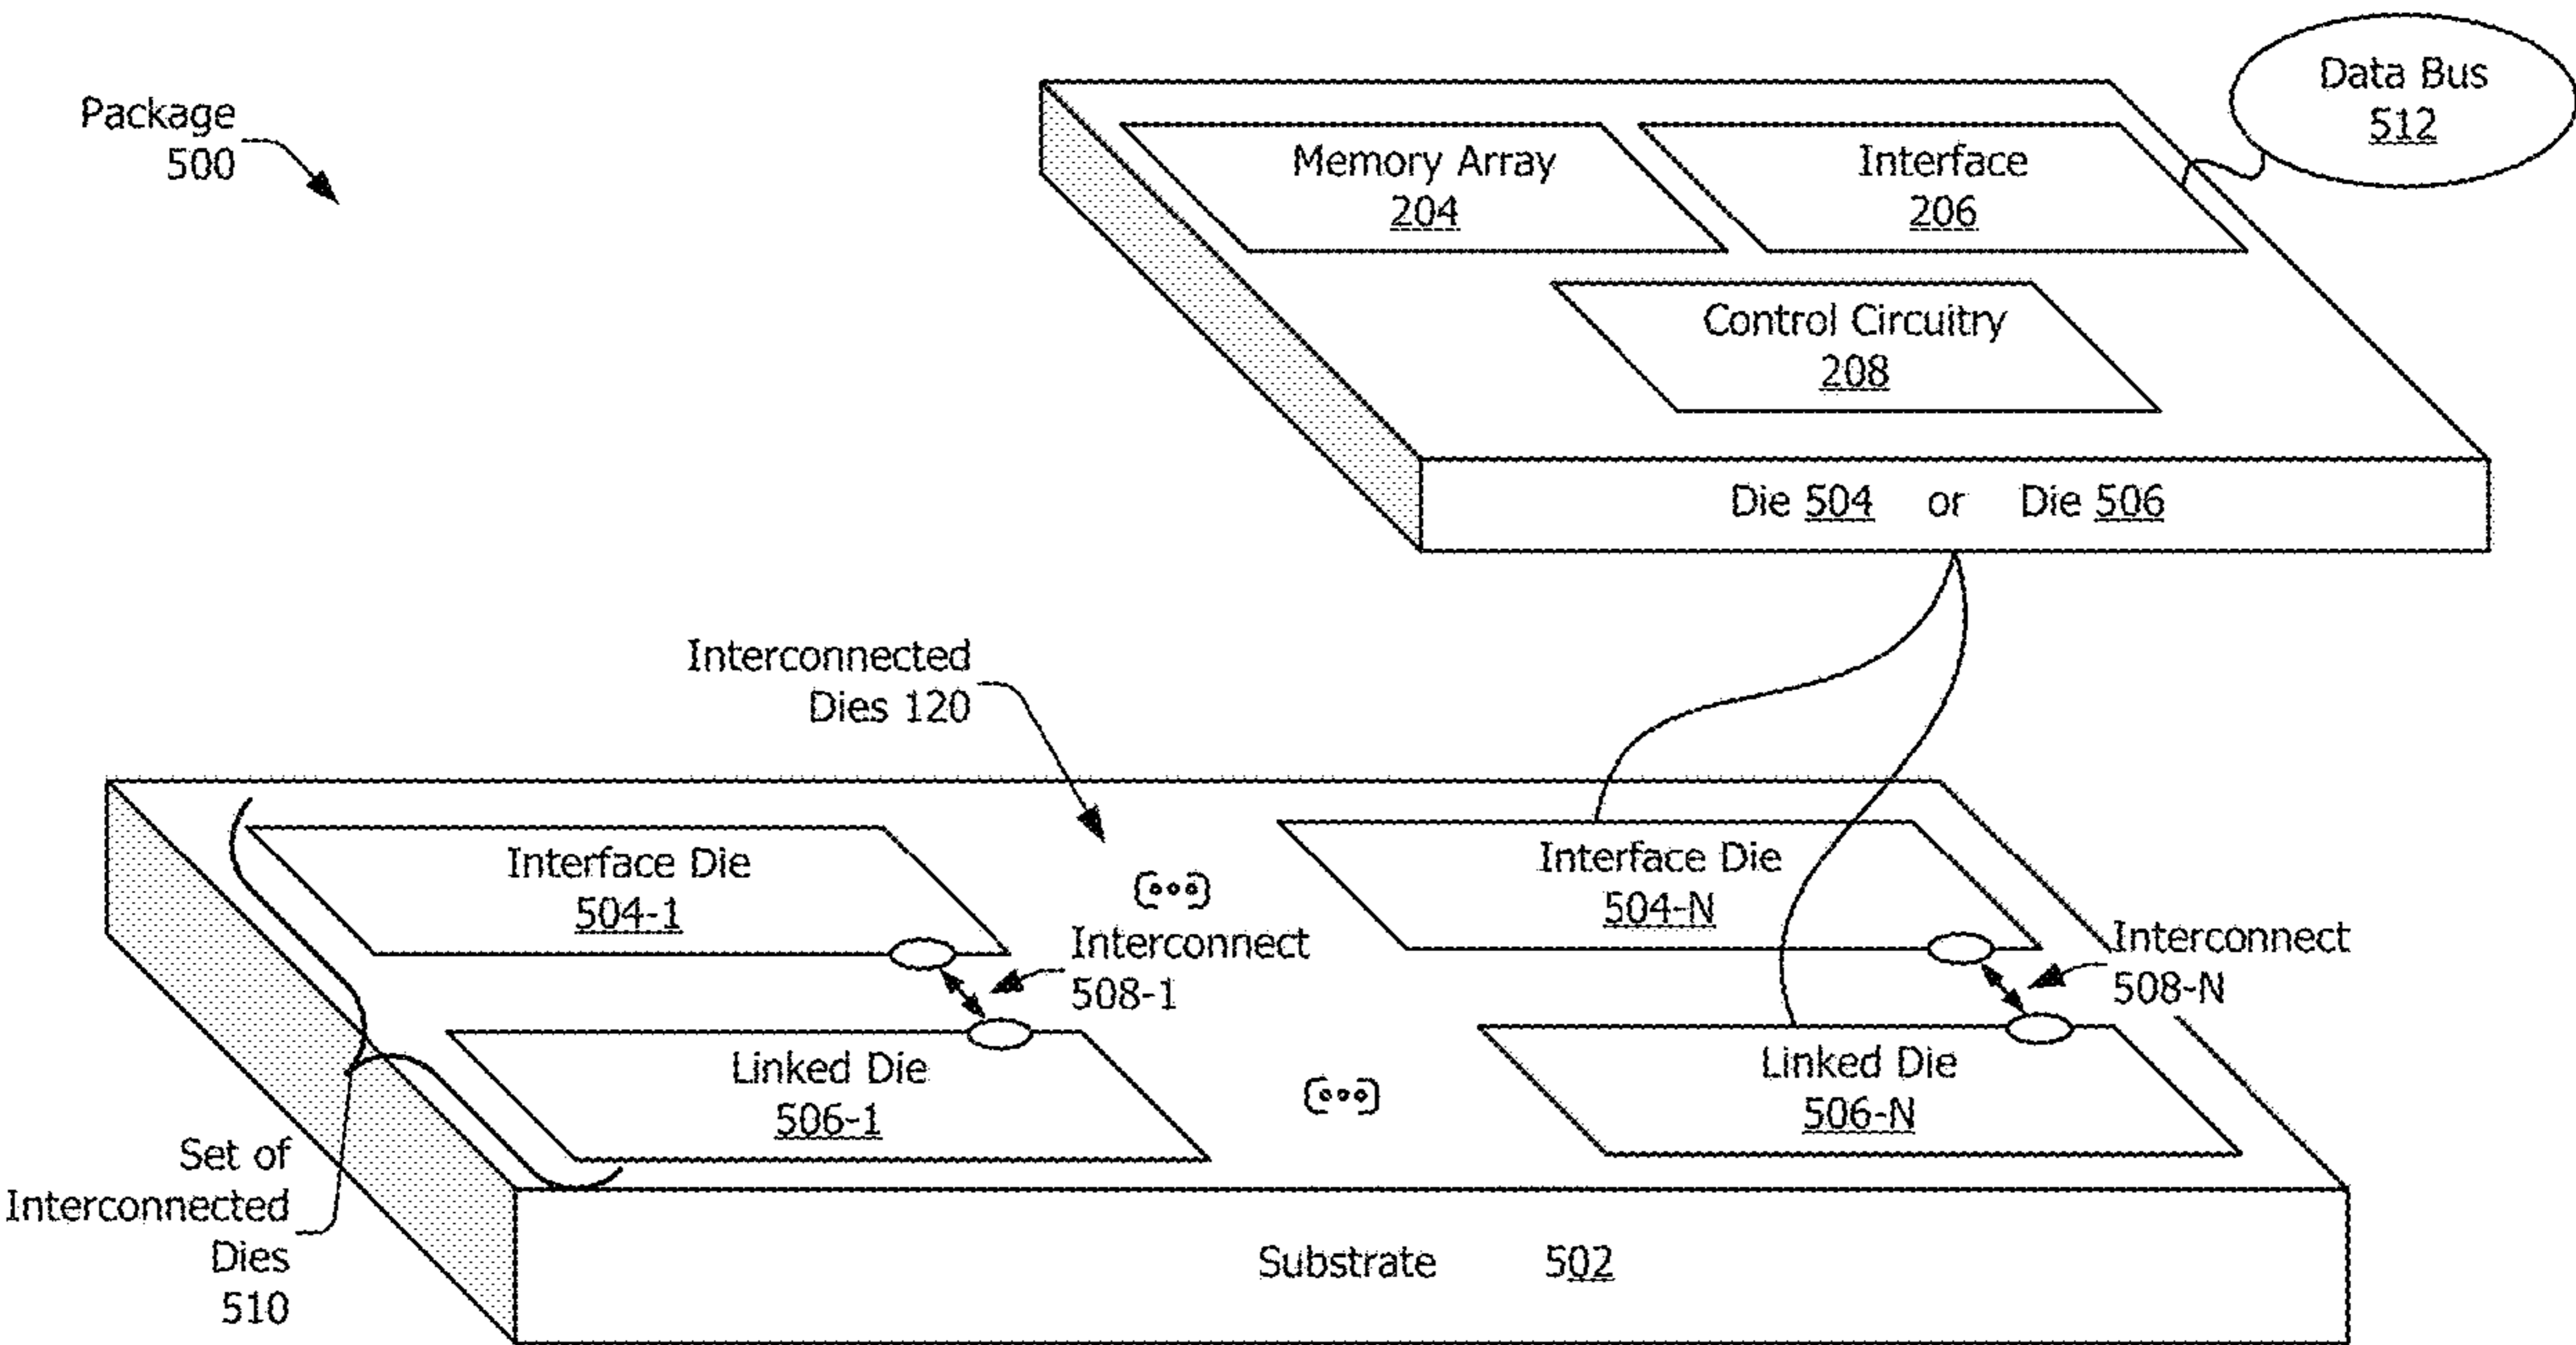 Package
500
Data Bus
512
Memory Array
204
Interface
206
Control Circuitry
208
Die 504 or Die 506
Interconnected
Dies 120
Interface Die
504-1
Interface Die
504-N
Interconnect
508-1
Interconnect
508-N
Linked Die
506-1
Linked Die
506-N
Set of
Interconnected
Dies
510
Substrate 502